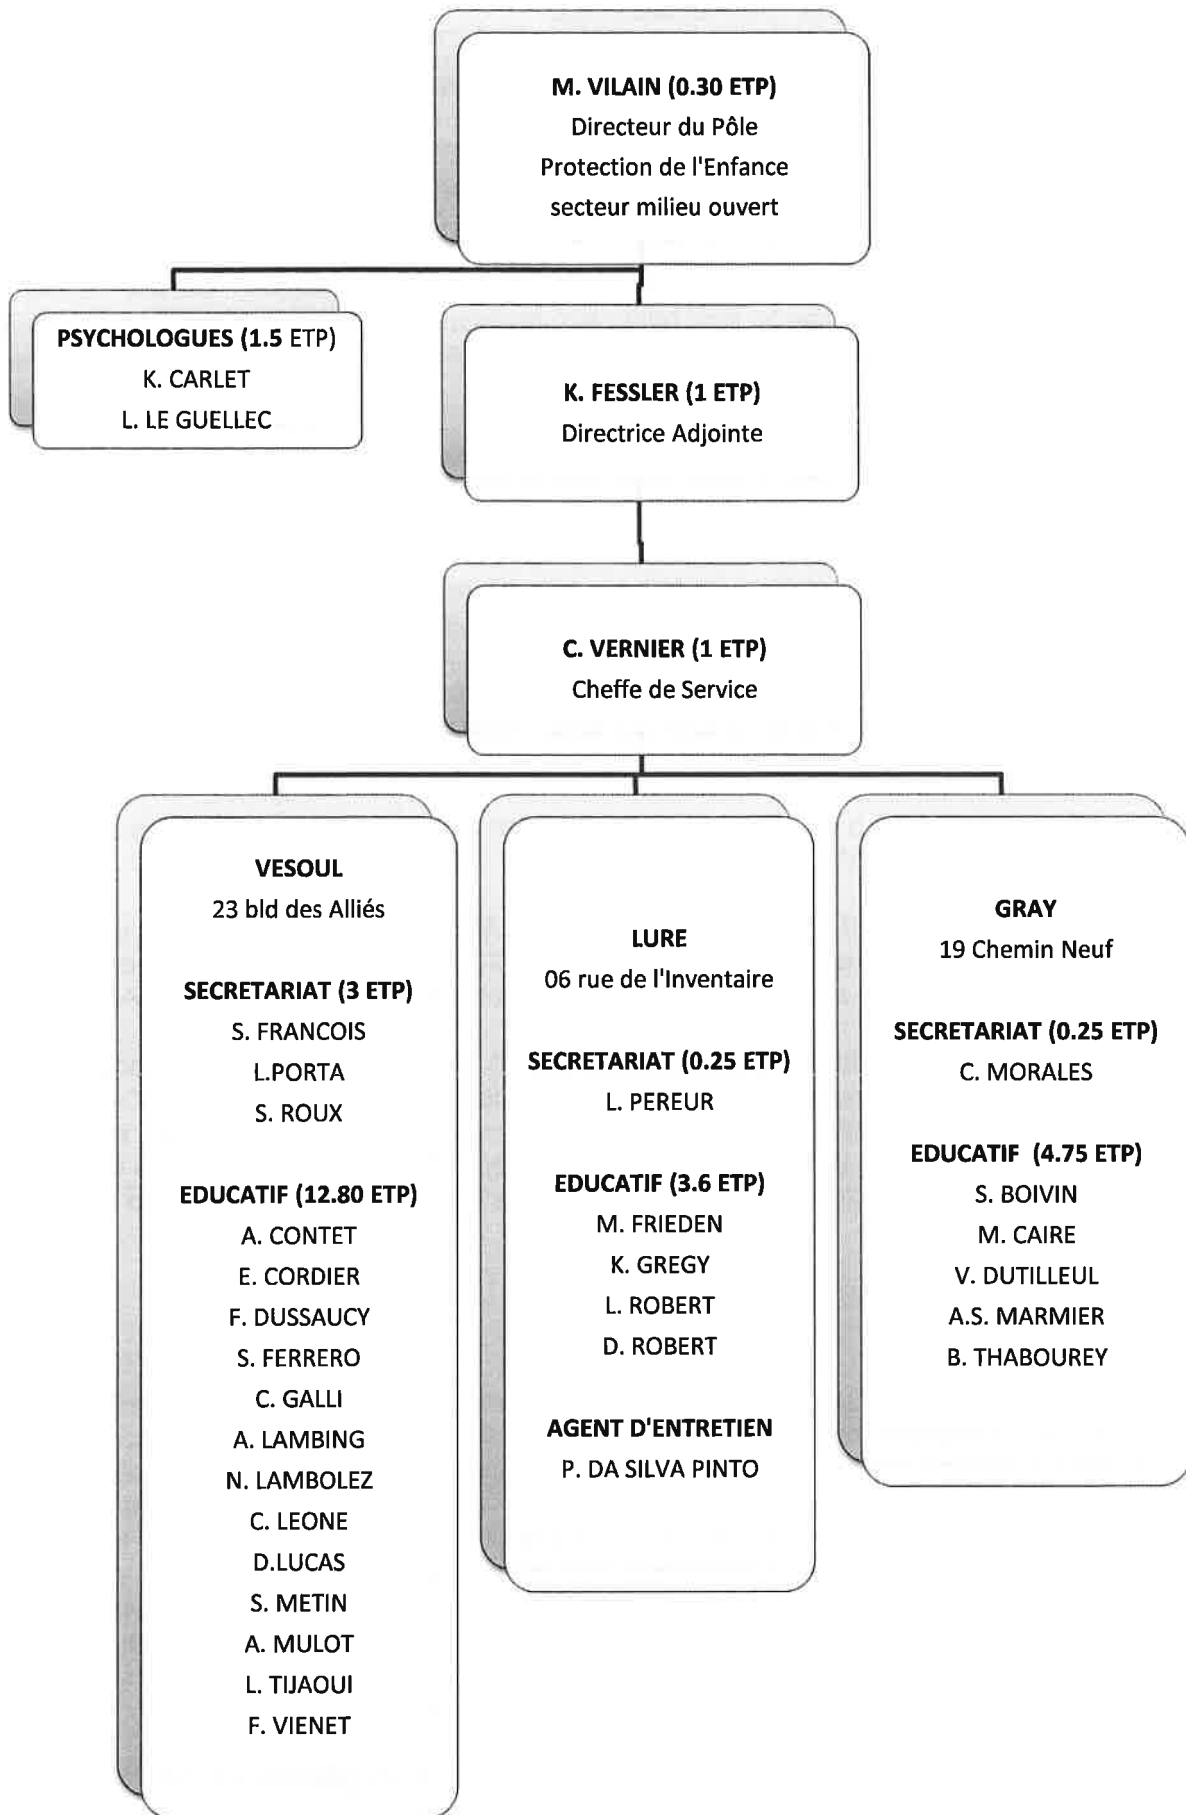 M. VILAIN (0.30 ETP)
Directeur du Pôle
Protection de l'Enfance
secteur milieu ouvert
PSYCHOLOGUES (1.5 ETP)
K. CARLET
L. LE GUELLEC
K. FESSLER (1 ETP)
Directrice Adjointe
C. VERNIER (1 ETP)
Cheffe de Service
VESOUL
23 bld des Alliés
SECRETARIAT (3 ETP)
S. FRANCOIS
L.PORTA
S. ROUX
EDUCATIF (12.80 ETP)
A. CONTET
E. CORDIER
F. DUSSAUCY
S. FERRERO
C. GALLI
A. LAMBING
N. LAMBOLEZ
C. LEONE
D.LUCAS
S. METIN
A. MULOT
L. TIJAOUI
F. VIENET
LURE
06 rue de l'Inventaire
SECRETARIAT (0.25 ETP)
L. PEREUR
EDUCATIF (3.6 ETP)
M. FRIEDEN
K. GREGY
L. ROBERT
D. ROBERT
AGENT D'ENTRETIEN
P. DA SILVA PINTO
GRAY
19 Chemin Neuf
SECRETARIAT (0.25 ETP)
C. MORALES
EDUCATIF (4.75 ETP)
S. BOIVIN
M. CAIRE
V. DUTILLEUL
A.S. MARMIER
B. THABOUREY